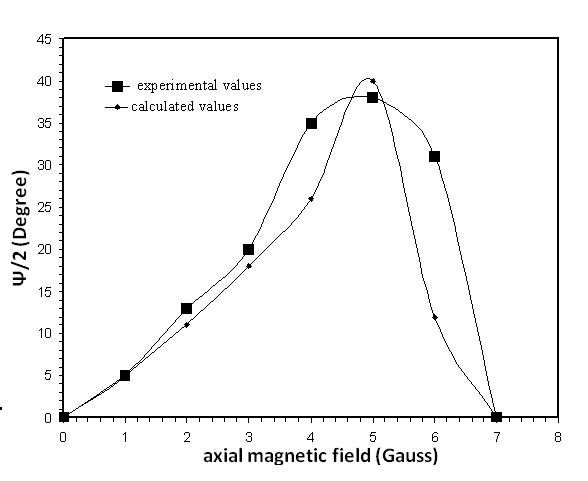 45
40
35
30
25
20
15
10
5
0
Ψ/2 (Degree)
experimental values
calculated values
0 1 2 3 4 5 6 7 8
axial magnetic field (Gauss)